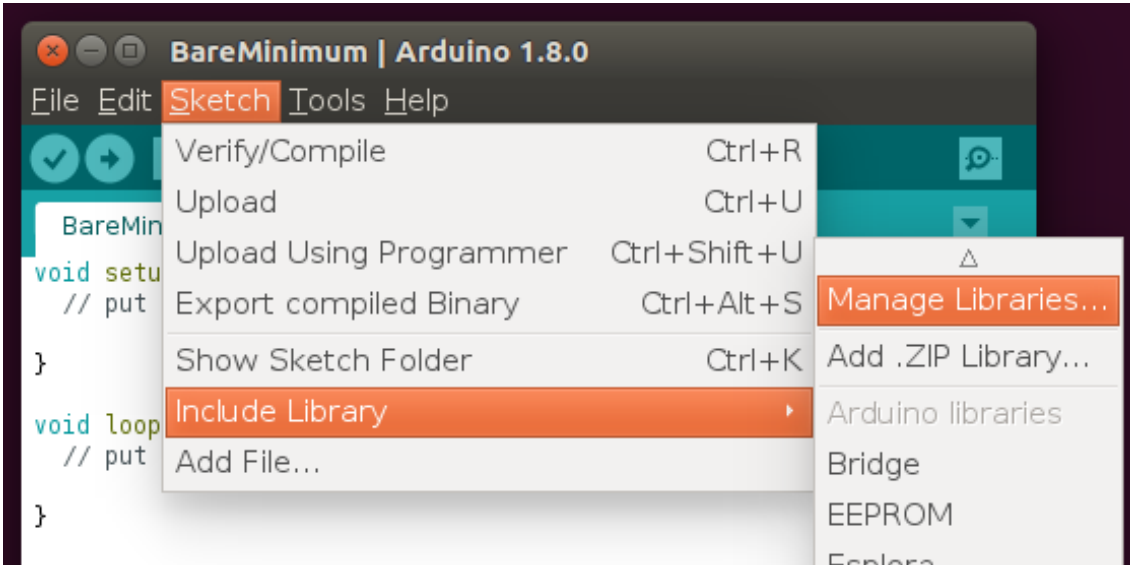 BareMinimum | Arduino 1.8.0
File Edit Sketch Tools Help
Verify/Compile Ctrl+R
Upload Ctrl+U
BareMin
Upload Using Programmer Ctrl+Shift+U
void setu
// put
Export compiled Binary Ctrl+Alt+S
Manage Libraries...
}
Show Sketch Folder Ctrl+K
Add .ZIP Library...
Include Library
Arduino libraries
void loop
// put
Add File...
Bridge
}
EEPROM
Esplora